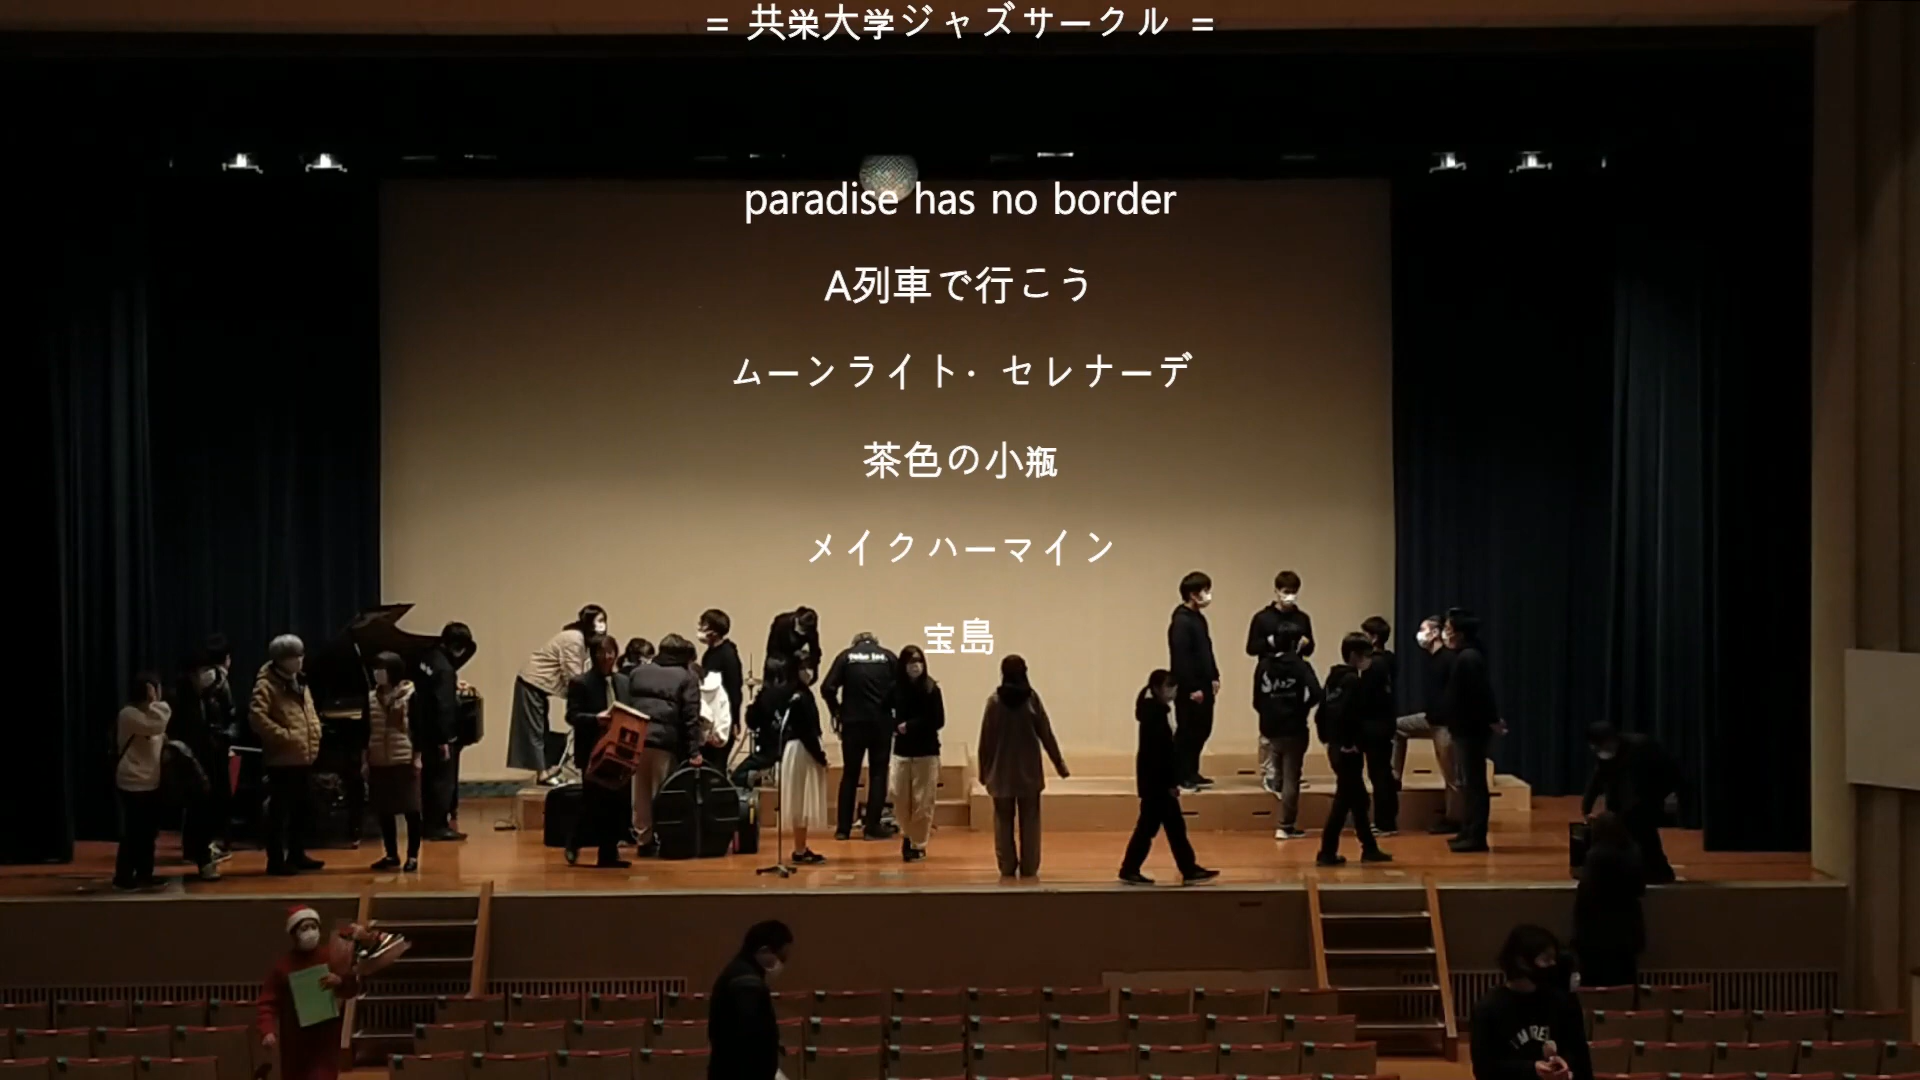 = 共栄大学ジャズサークル =
paradise has no border
A列車で行こう
ムーンライト・セレナーデ
茶色の小瓶
メイクハーマイン
宝島